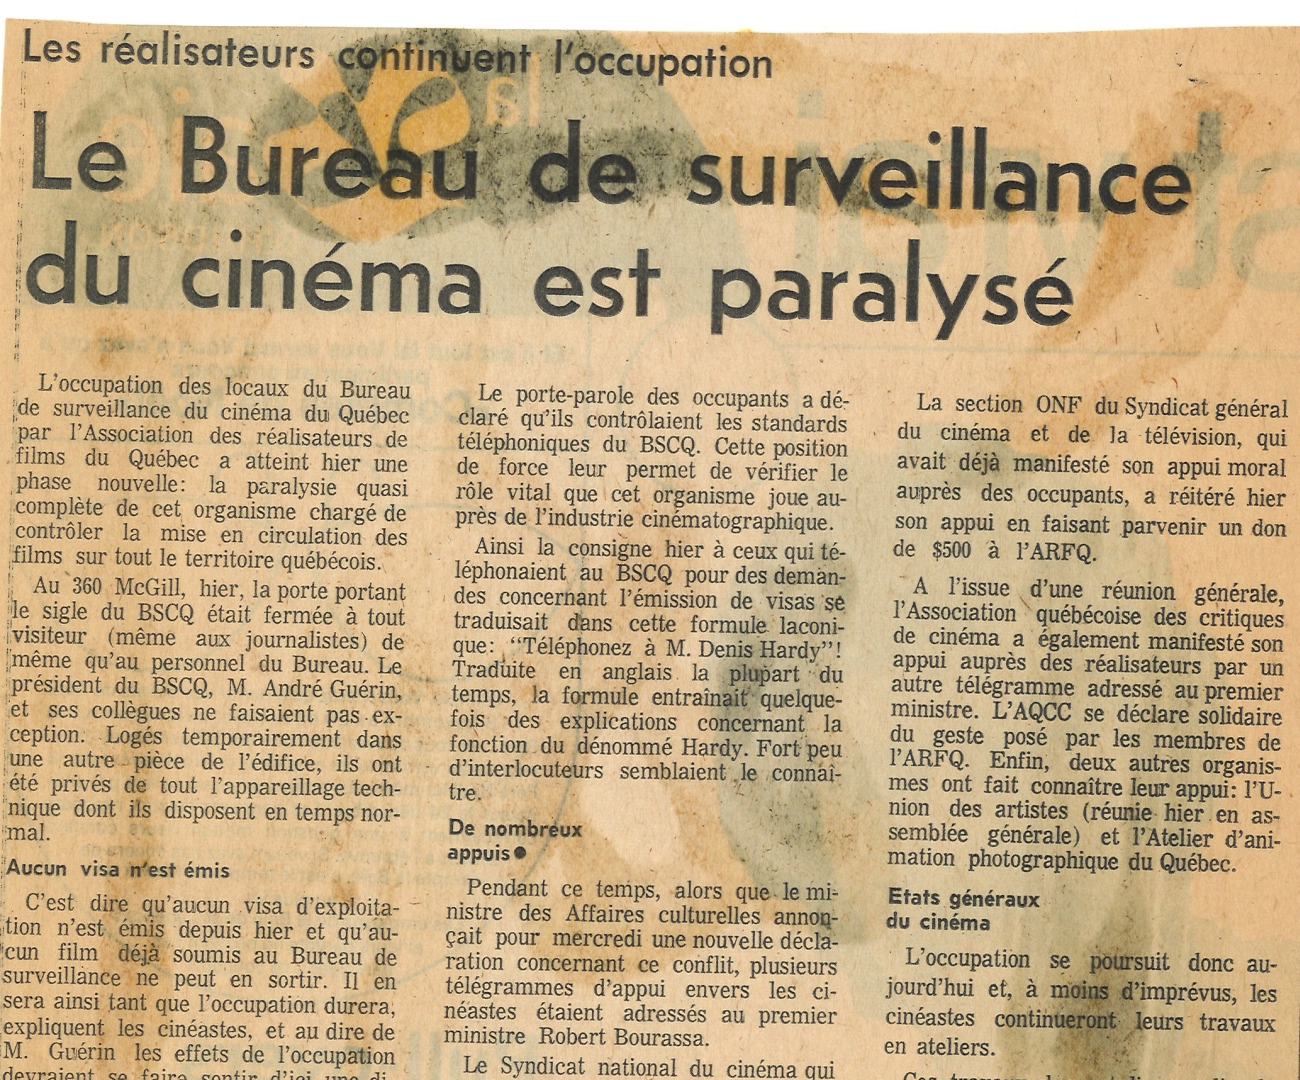 Les réalisateurs continuent l'occupation
Le Bureau de surveillance
du cinéma est paralysé
L'occupation des locaux du Bureau
de surveillance du cinéma du Québec
par l'Association des réalisateurs de
films du Québec a atteint hier une
phase nouvelle: la paralysie quasi
complète de cet organisme chargé de
contrôler la mise en circulation des
films sur tout le territoire québécois.
Au 360 McGill, hier, la porte portant
le sigle du BSCQ était fermée à tout
visiteur (même aux journalistes) de
même qu'au personnel du Bureau. Le
président du BSCQ, M. André Guérin,
et ses collègues ne faisaient pas ex-
ception. Logés temporairement dans
une autre pièce de l'édifice, ils ont
été privés de tout l'appareillage tech-
nique dont ils disposent en temps nor-
mal.
Aucun visa n'est émis
C'est dire qu'aucun visa d'exploita-
tion n'est émis depuis hier et qu'au-
cun film déjà soumis au Bureau de
surveillance ne peut en sortir. Il en
sera ainsi tant que l'occupation durera,
expliquent les cinéastes, et au dire de
M. Guérin les effets de l'occupation
devraient se faire sentir d'ici une di-
Le porte-parole des occupants a dé-
claré qu'ils contrôlaient les standards
téléphoniques du BSCQ. Cette position
de force leur permet de vérifier le
rôle vital que cet organisme joue au-
près de l'industrie cinématographique.
Ainsi la consigne hier à ceux qui té-
léphonaient au BSCQ pour des deman-
des concernant l'émission de visas se
traduisait dans cette formule laconi-
que: "Téléphonez à M. Denis Hardy"!
Traduite en anglais la plupart du
temps, la formule entraînait quelque-
fois des explications concernant la
fonction du dénommé Hardy. Fort peu
d'interlocuteurs semblaient le connaî-
tre.
De nombreux
appuis●
Pendant ce temps, alors que le mi-
nistre des Affaires culturelles annon-
çait pour mercredi une nouvelle décla-
ration concernant ce conflit, plusieurs
télégrammes d'appui envers les ci-
néastes étaient adressés au premier
ministre Robert Bourassa.
Le Syndicat national du cinéma qui
La section ONF du Syndicat général
du cinéma et de la télévision, qui
avait déjà manifesté son appui moral
auprès des occupants, a réitéré hier
son appui en faisant parvenir un don
de $500 à l'ARFQ.
A l'issue d'une réunion générale,
l'Association québécoise des critiques
de cinéma a également manifesté son
appui auprès des réalisateurs par un
autre télégramme adressé au premier
ministre. L'AQCC se déclare solidaire
du geste posé par les membres de
l'ARFQ. Enfin, deux autres organis-
mes ont fait connaître leur appui: l'U-
nion des artistes (réunie hier en as-
semblée générale) et l'Atelier d'ani-
mation photographique du Québec.
Etats généraux
du cinéma
L'occupation se poursuit donc au-
jourd'hui et, à moins d'imprévus, les
cinéastes continueront leurs travaux
en ateliers.